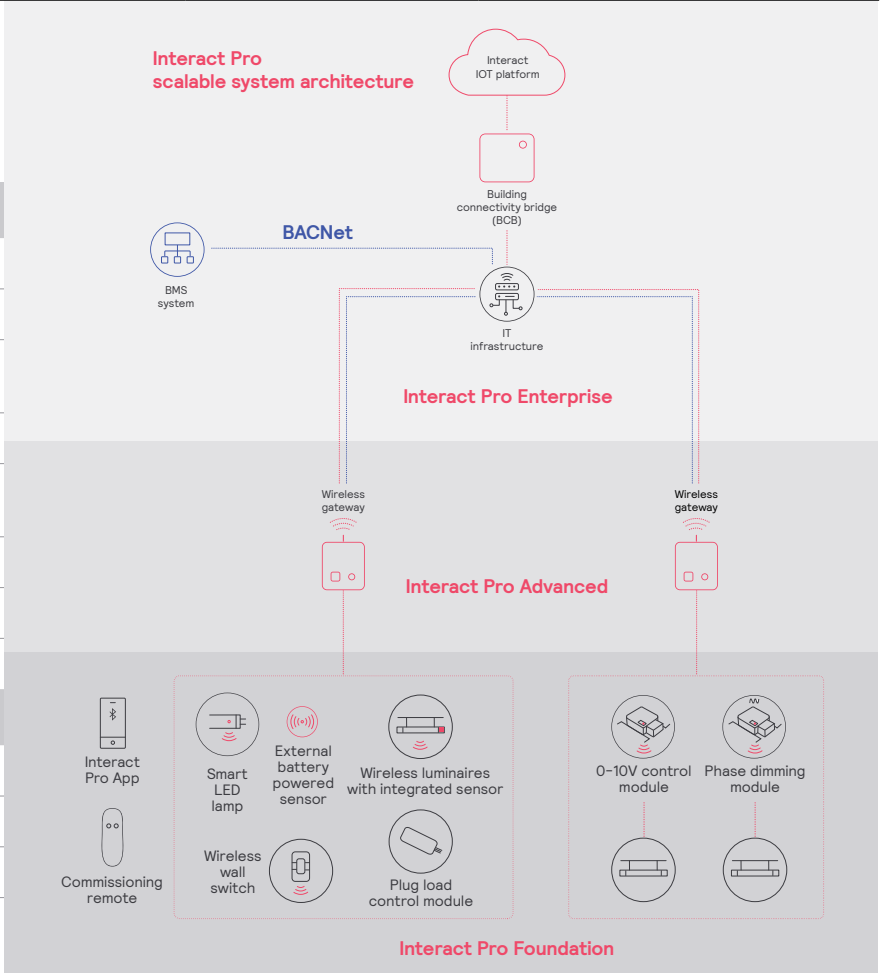 Interact Pro
scalable system architecture
Interact
IOT platform
Building
connectivity bridge
(BCB)
BACNet
BMS
system
IT
infrastructure
Interact Pro Enterprise
Wireless
gateway
Wireless
gateway
Interact Pro Advanced
Interact
Pro App
Smart
LED
lamp
External
battery
powered
sensor
Wireless luminaires
with integrated sensor
0-10V control
module
Phase dimming
module
Commissioning
remote
Wireless
wall
switch
Plug load
control module
Interact Pro Foundation